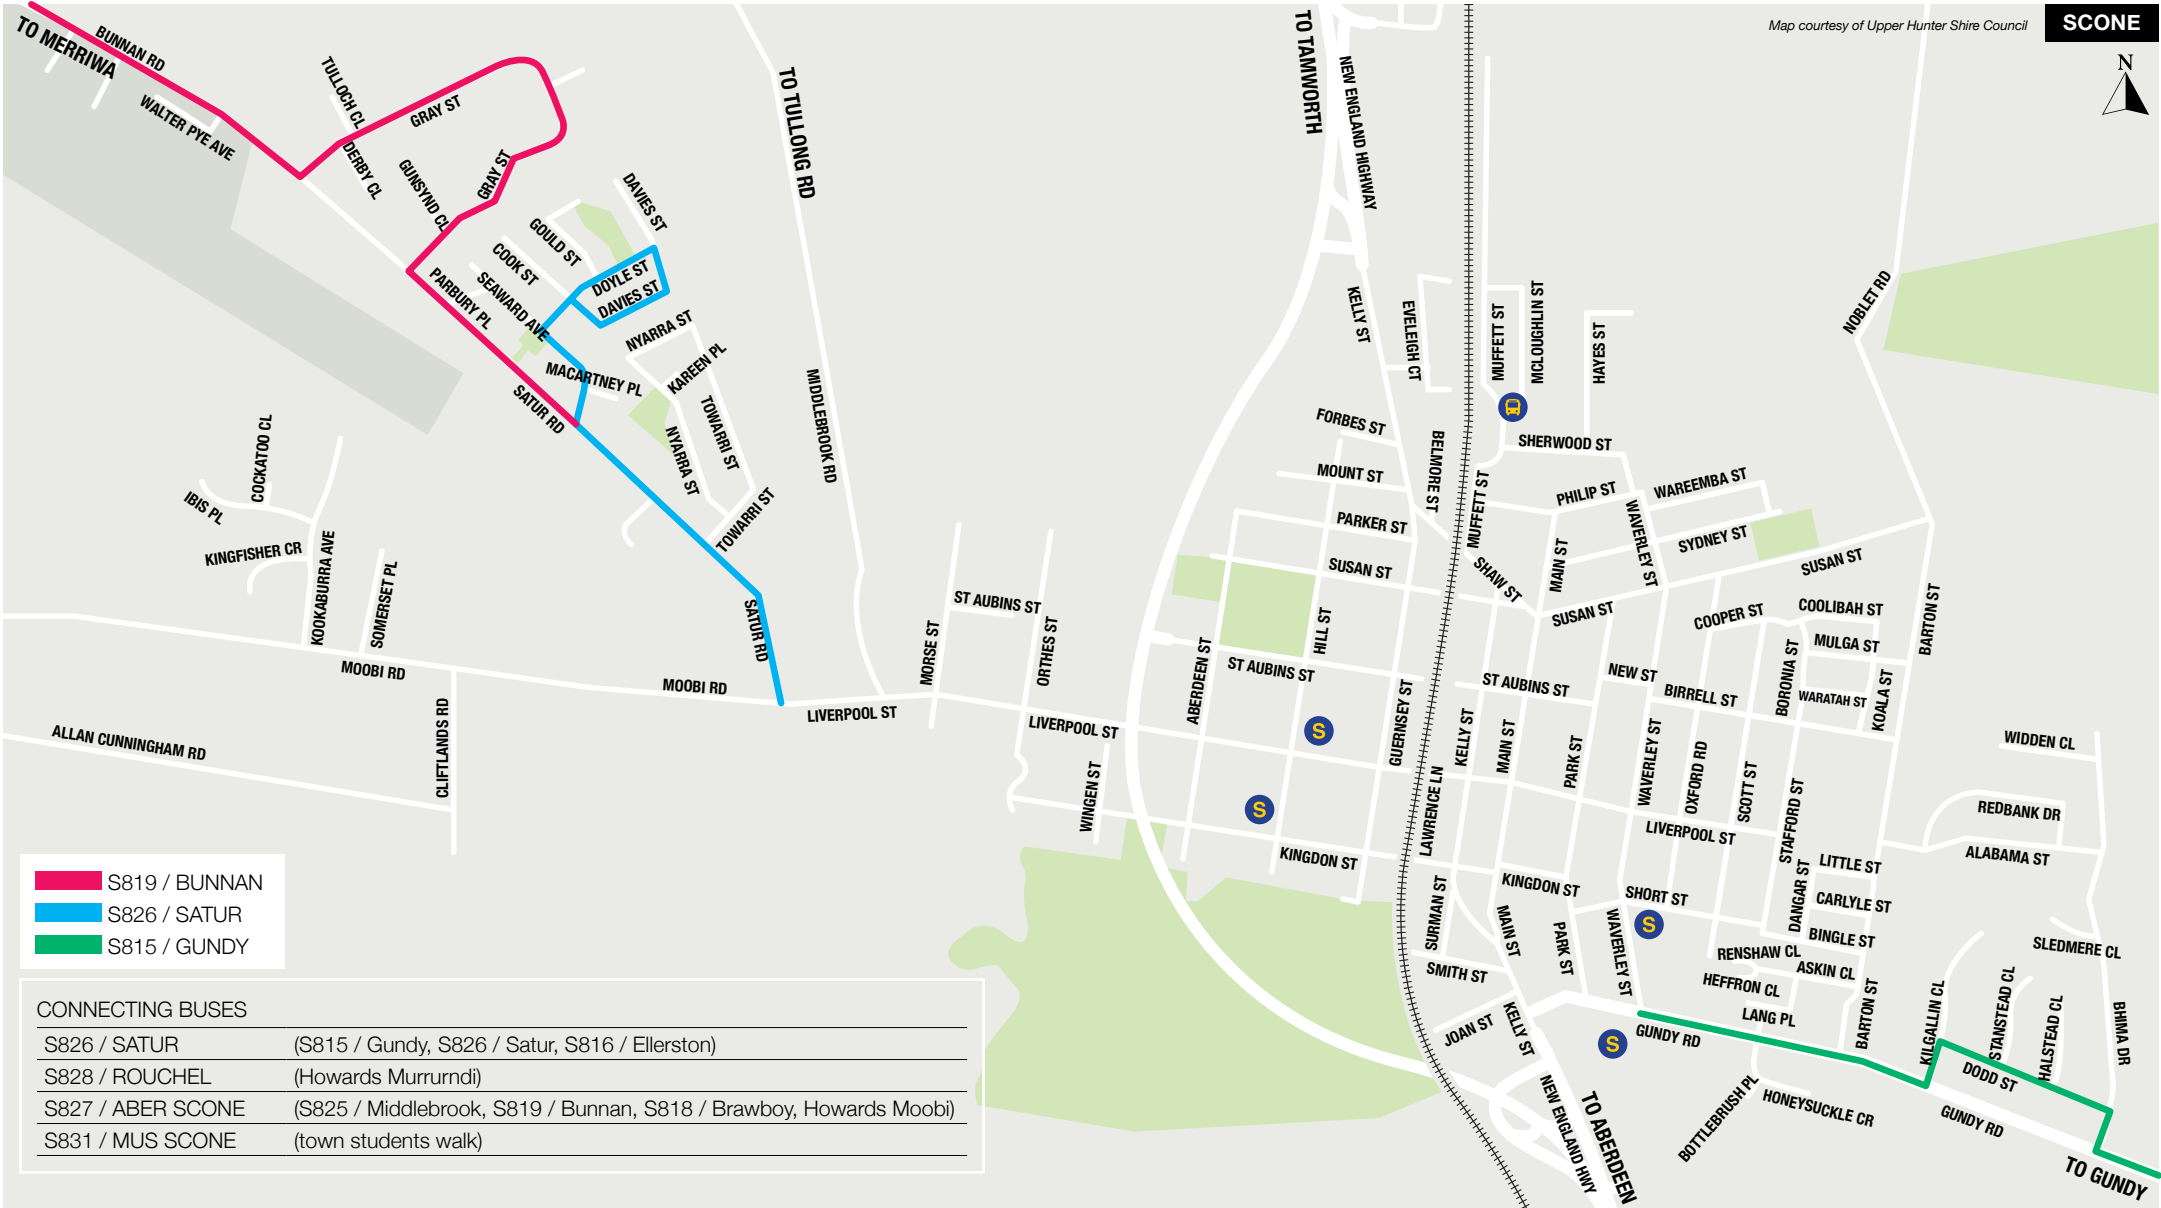 Map courtesy of Upper Hunter Shire Council
SCONE
N
TO MERRIWA
BUNNAN RD
WALTER PYE AVE
TULLOCH CL
DERBY CL
GRAY ST
GUNSYND CL
GRAY ST
PARBURY PL
COOK ST
SEAWARD AVE
GOULD ST
DAVIES ST
DOYLE ST
DAVIES ST
NYARRA ST
KAREEN PL
MACARTNEY PL
SATUR RD
TOWARRI ST
NYARRA ST
TOWARRI ST
SATUR RD
TO TULLONG RD
MIDDLEBROOK RD
COCKATOO CL
IBIS PL
KINGFISHER CR
KOOKABURRA AVE
SOMERSET PL
MOOBI RD
MOOBI RD
ALLAN CUNNINGHAM RD
CLIFTLANDS RD
LIVERPOOL ST
MORSE ST
ST AUBINS ST
ORTHES ST
LIVERPOOL ST
WINGEN ST
TO TAMWORTH
NEW ENGLAND HIGHWAY
KELLY ST
EVELEIGH CT
FORBES ST
MOUNT ST
PARKER ST
SUSAN ST
BELMORE ST
HILL ST
ABERDEEN ST
ST AUBINS ST
GUERNSEY ST
S
S
KINGDON ST
LAWRENCE LN
MUFFETT ST
MCLOUGHLIN ST
HAYES ST
SHERWOOD ST
MUFFETT ST
PHILIP ST
WAREEMBA ST
WAVERLEY ST
SYDNEY ST
MAIN ST
SHAW ST
SUSAN ST
SUSAN ST
NOBLET RD
COOPER ST
COOLIBAH ST
MULGA ST
BARTON ST
BORONIA ST
WARATAH ST
KOALA ST
ST AUBINS ST
NEW ST
BIRRELL ST
KELLY ST
MAIN ST
PARK ST
WAVERLEY ST
OXFORD RD
SCOTT ST
STAFFORD ST
LIVERPOOL ST
WIDDEN CL
REDBANK DR
ALABAMA ST
LITTLE ST
CARLYLE ST
DANGAR ST
BINGLE ST
KINGDON ST
SHORT ST
S
SURMAN ST
MAIN ST
PARK ST
WAVERLEY ST
SMITH ST
RENSHAW CL
ASKIN CL
HEFFRON CL
LANG PL
BARTON ST
SLEDMERE CL
KILGALLIN CL
STANSTEAD CL
HALSTEAD CL
BHIMA DR
JOAN ST
KELLY ST
S
GUNDY RD
DODD ST
GUNDY RD
BOTTLEBRUSH PL
HONEYSUCKLE CR
NEW ENGLAND HWY
TO ABERDEEN
TO GUNDY
S819 / BUNNAN
S826 / SATUR
S815 / GUNDY
CONNECTING BUSES
S826 / SATUR (S815 / Gundy, S826 / Satur, S816 / Ellerston)
S828 / ROUCHEL (Howards Murrurndi)
S827 / ABER SCONE (S825 / Middlebrook, S819 / Bunnan, S818 / Brawboy, Howards Moobi)
S831 / MUS SCONE (town students walk)